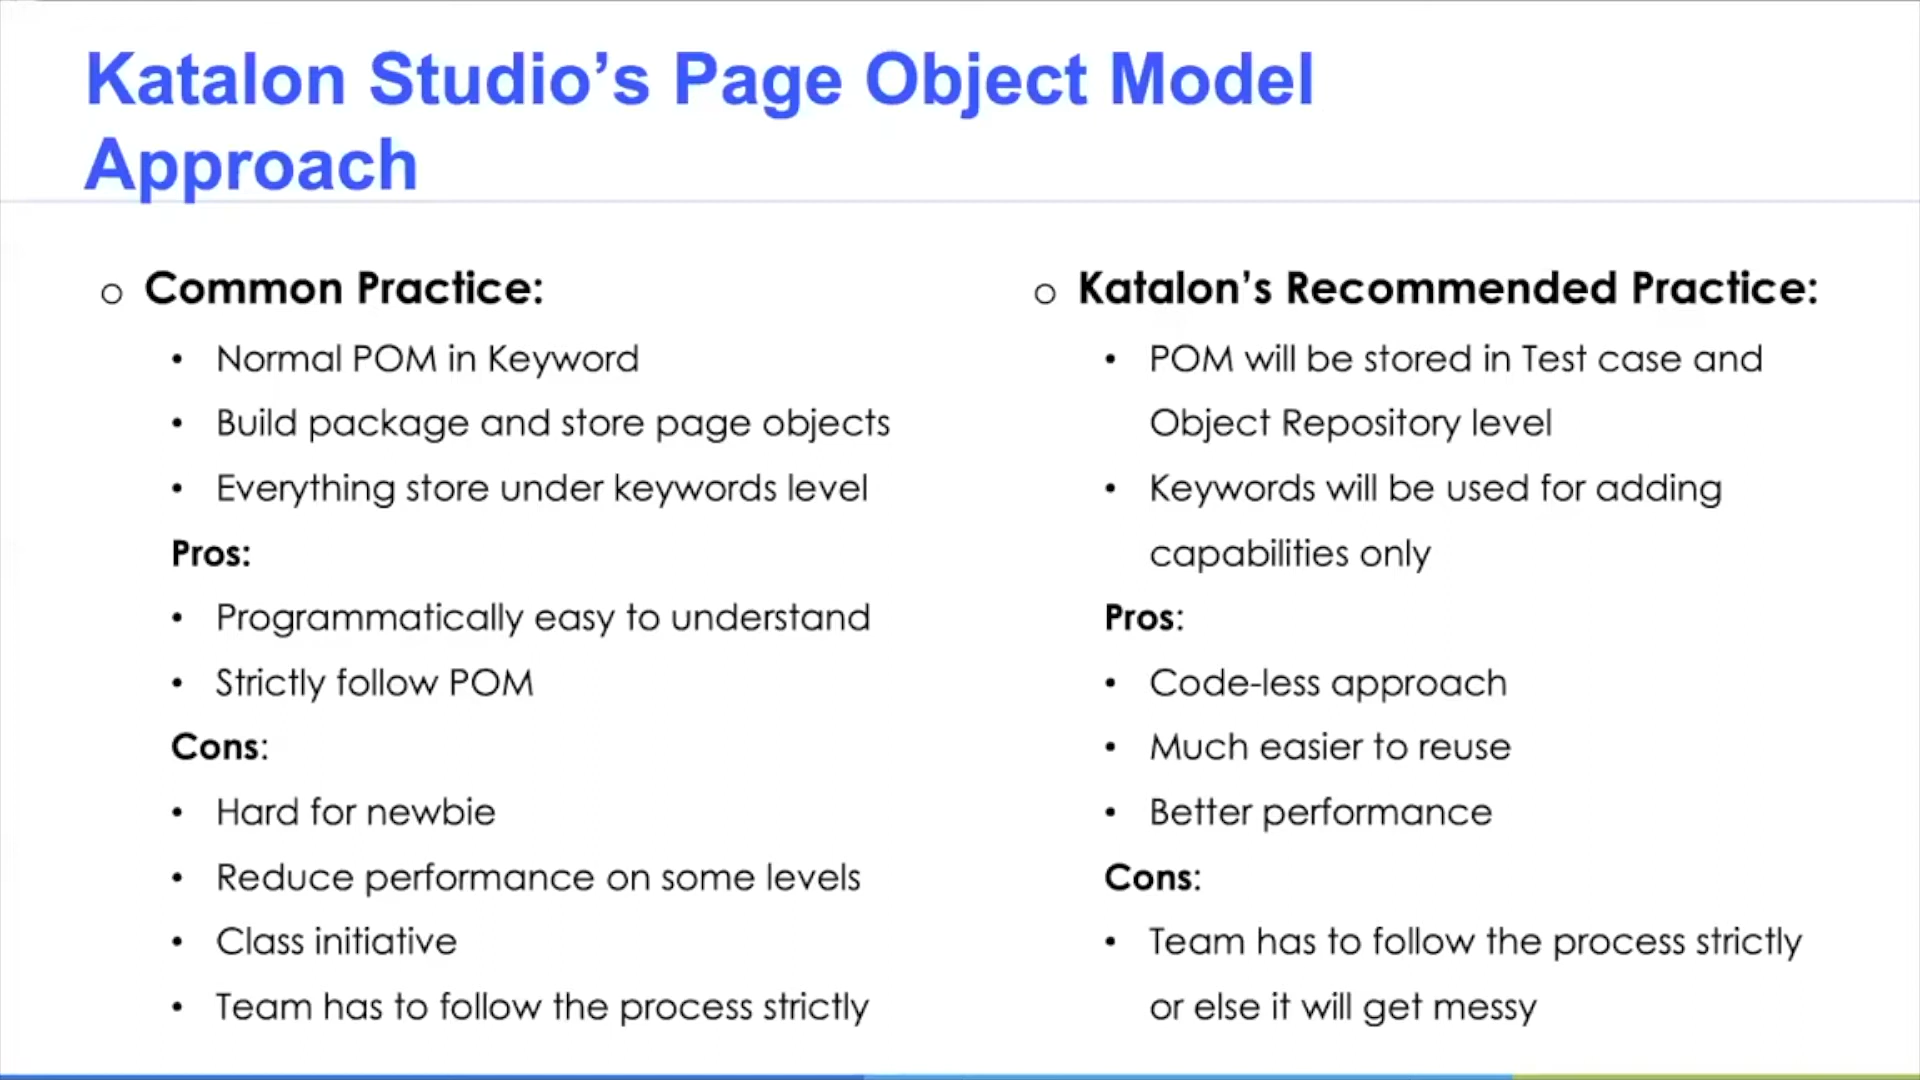 Katalon Studio’s Page Object Model
Approach
o Common Practice:
• Normal POM in Keyword
• Build package and store page objects
• Everything store under keywords level
Pros:
• Programmatically easy to understand
• Strictly follow POM
Cons:
• Hard for newbie
• Reduce performance on some levels
• Class initiative
• Team has to follow the process strictly
o Katalon’s Recommended Practice:
• POM will be stored in Test case and
Object Repository level
• Keywords will be used for adding
capabilities only
Pros:
• Code-less approach
• Much easier to reuse
• Better performance
Cons:
• Team has to follow the process strictly
or else it will get messy